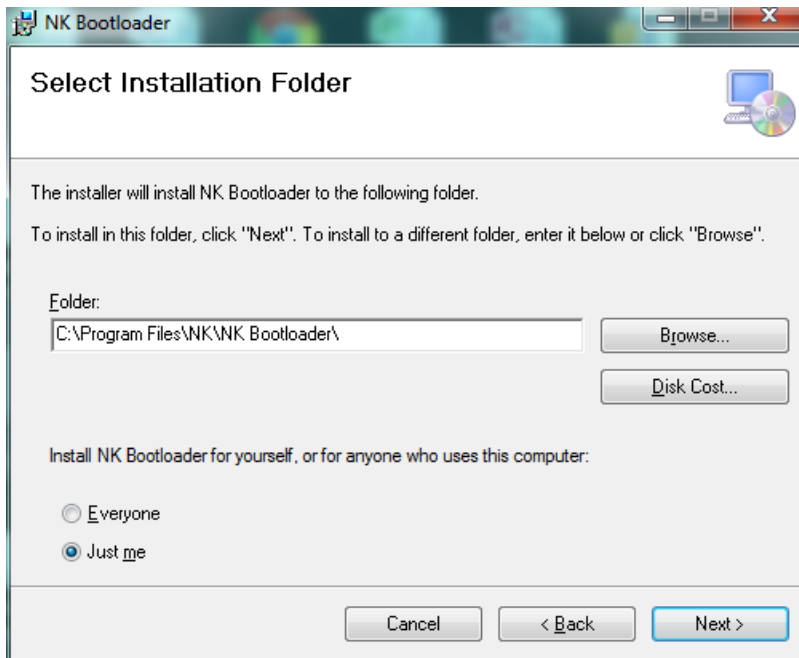 NK Bootloader
Select Installation Folder
The installer will install NK Bootloader to the following folder.
To install in this folder, click "Next". To install to a different folder, enter it below or click "Browse".
Folder:
C:\Program Files\NK\NK Bootloader\
Browse...
Disk Cost...
Install NK Bootloader for yourself, or for anyone who uses this computer:
Everyone
Just me
Cancel
< Back
Next >